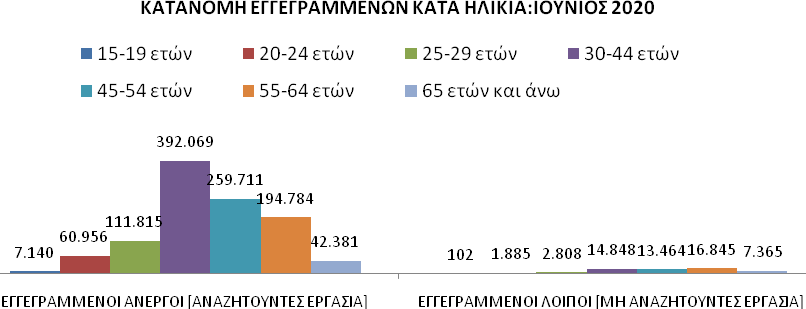 ΚΑΤΑΝΟΜΗ ΕΓΓΕΓΡΑΜΜΕΝΩΝ ΚΑΤΑ ΗΛΙΚΙΑ:ΙΟΥΝΙΟΣ 2020
15-19 ετών 20-24 ετών 25-29 ετών 30-44 ετών
45-54 ετών 55-64 ετών 65 ετών και άνω
7.140 60.956 111.815 392.069 259.711 194.784 42.381
102 1.885 2.808 14.848 13.464 16.845 7.365
ΕΓΓΕΓΡΑΜΜΕΝΟΙ ΑΝΕΡΓΟΙ [ΑΝΑΖΗΤΟΥΝΤΕΣ ΕΡΓΑΣΙΑ] ΕΓΓΕΓΡΑΜΜΕΝΟΙ ΛΟΙΠΟΙ [ΜΗ ΑΝΑΖΗΤΟΥΝΤΕΣ ΕΡΓΑΣΙΑ]